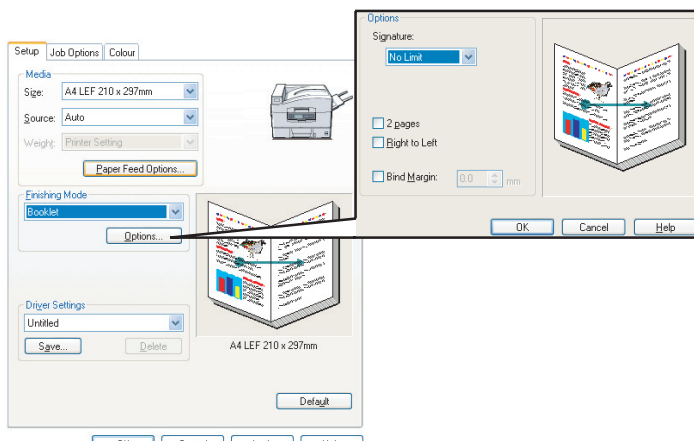 Setup Job Options Colour
Media
Size: A4 LEF 210 x 297mm
Source: Auto
Weight: Printer Setting
Paper Feed Options...
Finishing Mode
Booklet
Options...
Driver Settings
Untitled
Save... Delete
A4 LEF 210 x 297mm
Default
Options
Signature:
No Limit
2 pages
Right to Left
Bind Margin: 0.0 mm
OK Cancel Help